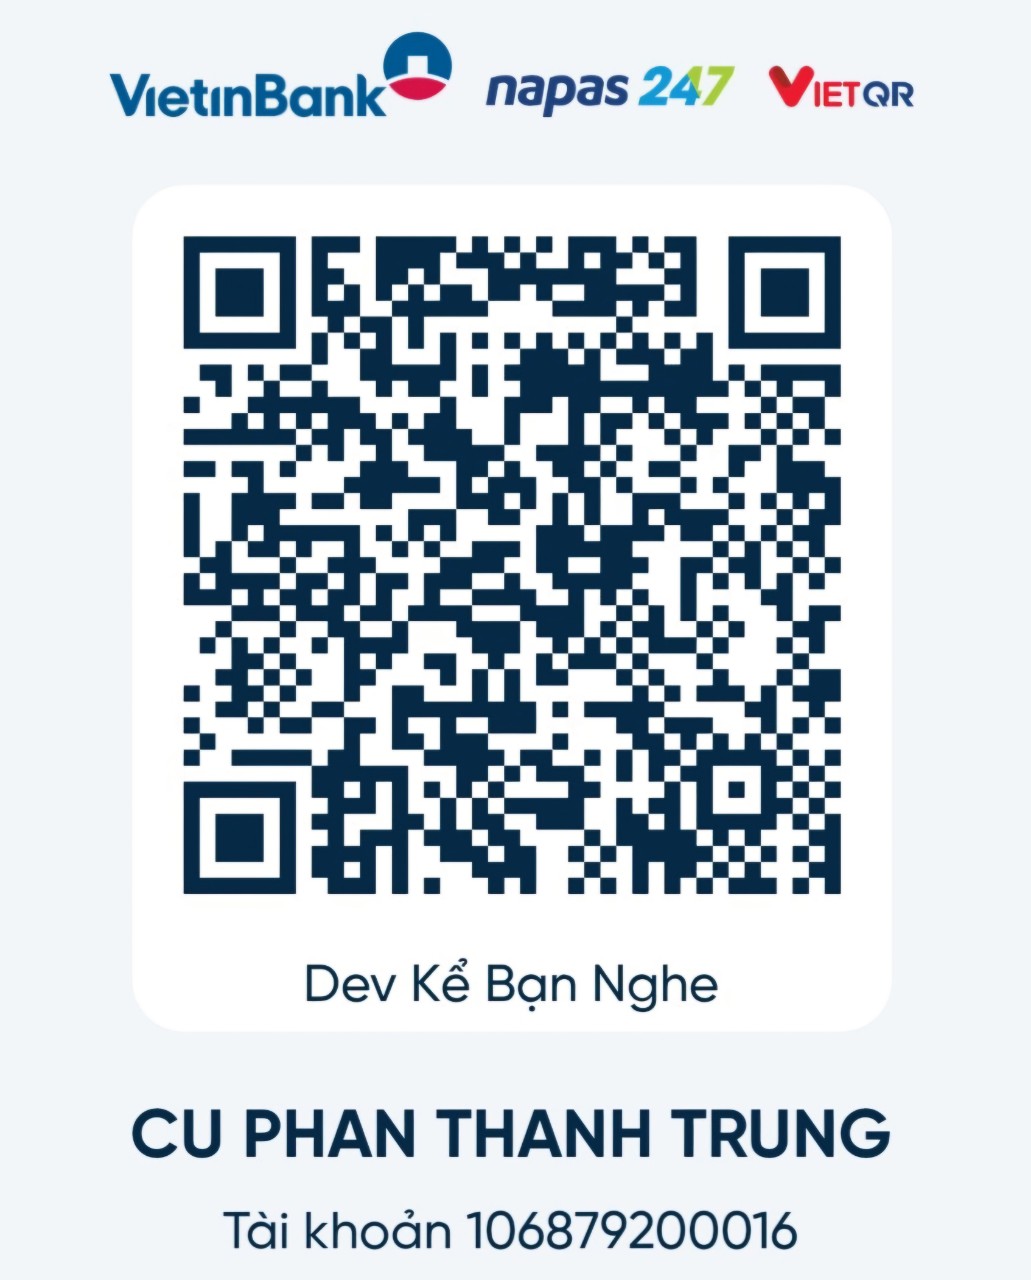 VietinBank napas 247 VIETQR
Dev Kể Bạn Nghe
CU PHAN THANH TRUNG
Tài khoản 106879200016